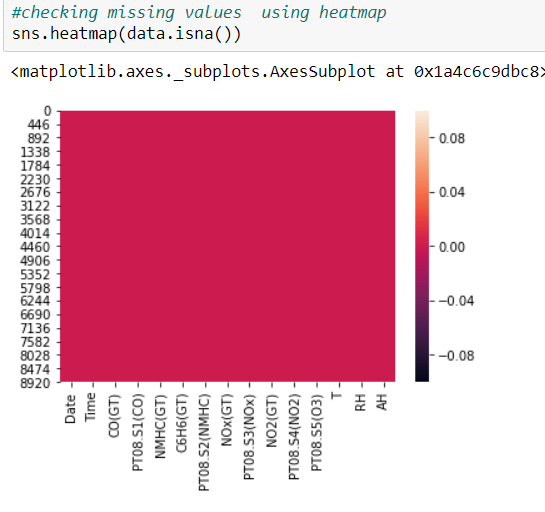 #checking missing values  using heatmap
sns.heatmap(data.isna())
<matplotlib.axes._subplots.AxesSubplot at 0x1a4c6c9dbc8>
0
446
892
1338
1784
2230
2676
3122
3568
4014
4460
4906
5352
5798
6244
6690
7136
7582
8028
8474
8920
0.08
0.04
0.00
−0.04
−0.08
Date
Time
CO(GT)
PT08.S1(CO)
NMHC(GT)
C6H6(GT)
PT08.S2(NMHC)
NOx(GT)
PT08.S3(NOx)
NO2(GT)
PT08.S4(NO2)
PT08.S5(O3)
T
RH
AH